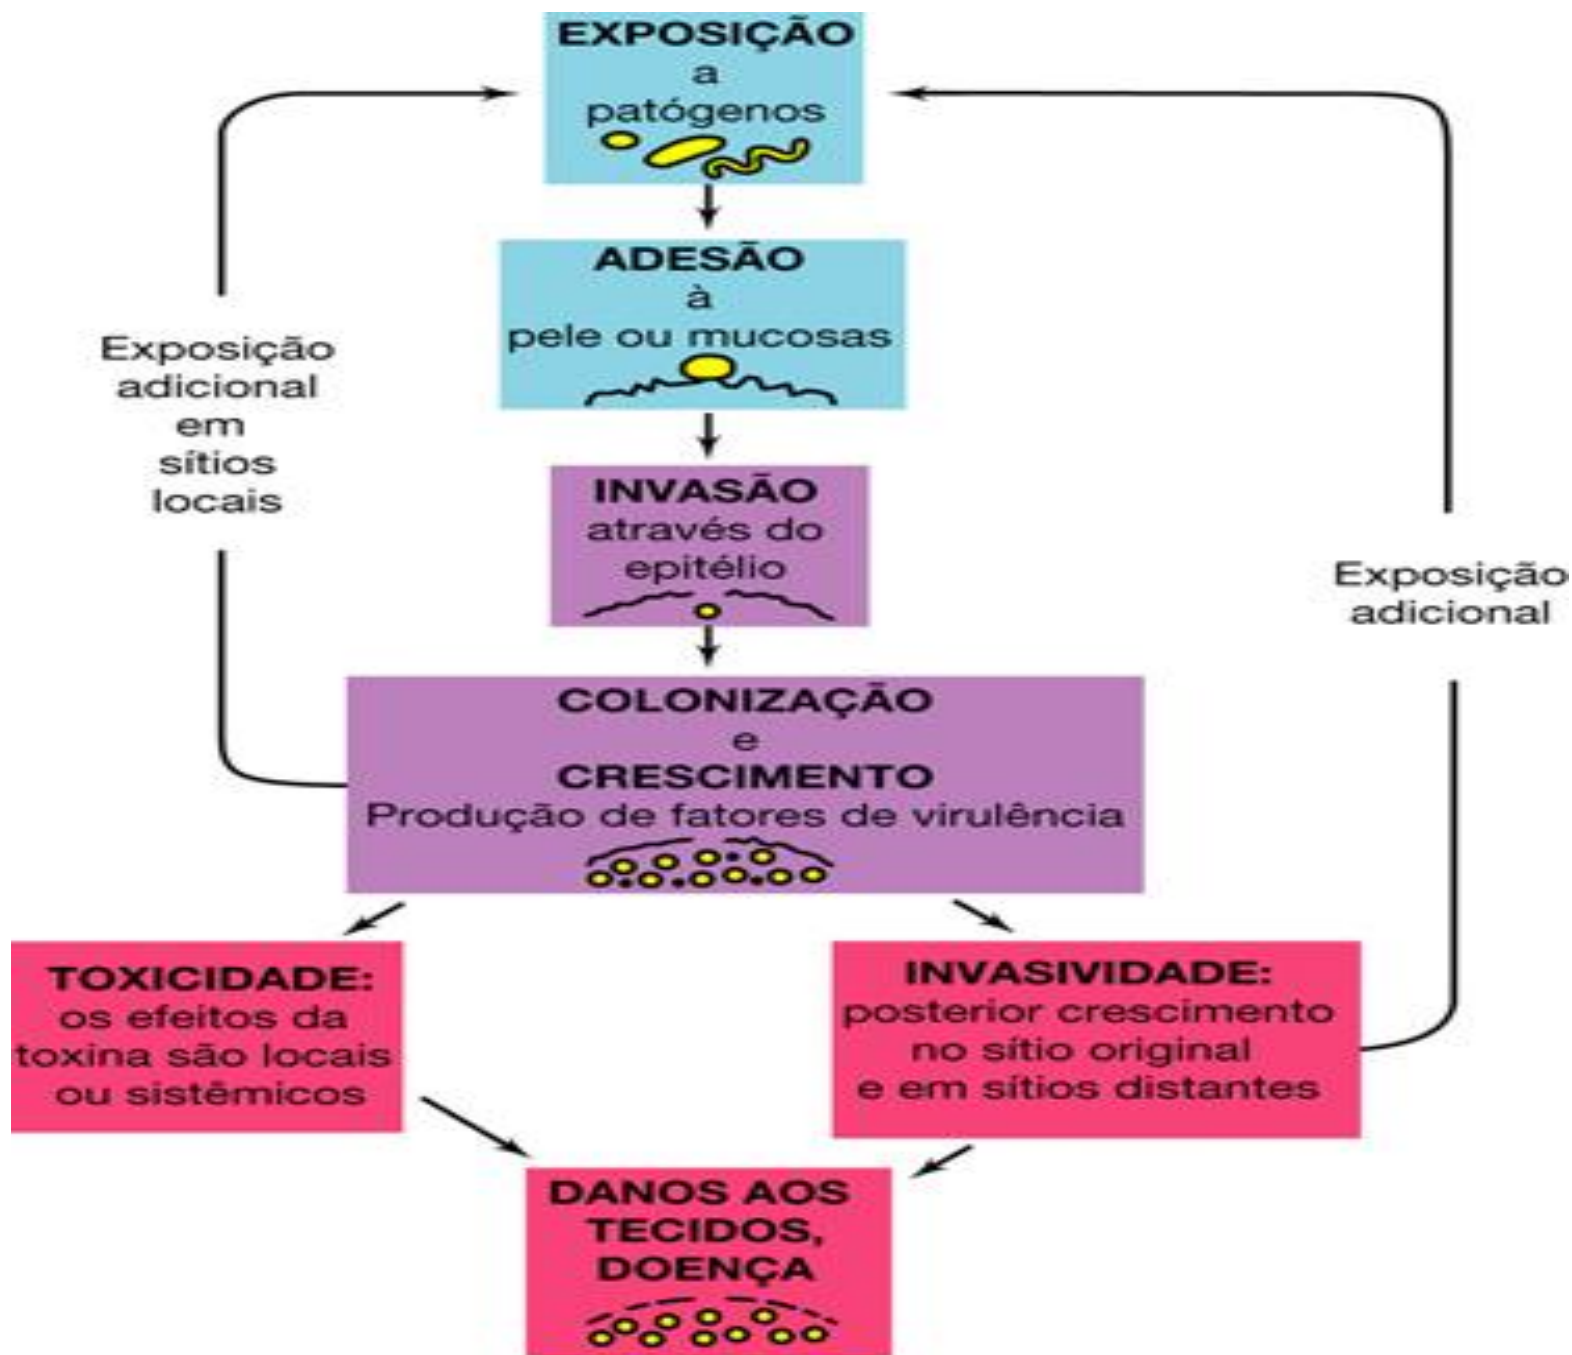 EXPOSIÇÃO
a
patógenos
ADESÃO
à
pele ou mucosas
Exposição
adicional
em
sítios
locais
INVASÃO
através do
epitélio
Exposição
adicional
COLONIZAÇÃO
e
CRESCIMENTO
Produção de fatores de virulência
TOXICIDADE:
os efeitos da
toxina são locais
ou sistêmicos
INVASIVIDADE:
posterior crescimento
no sítio original
e em sítios distantes
DANOS AOS
TECIDOS,
DOENÇA